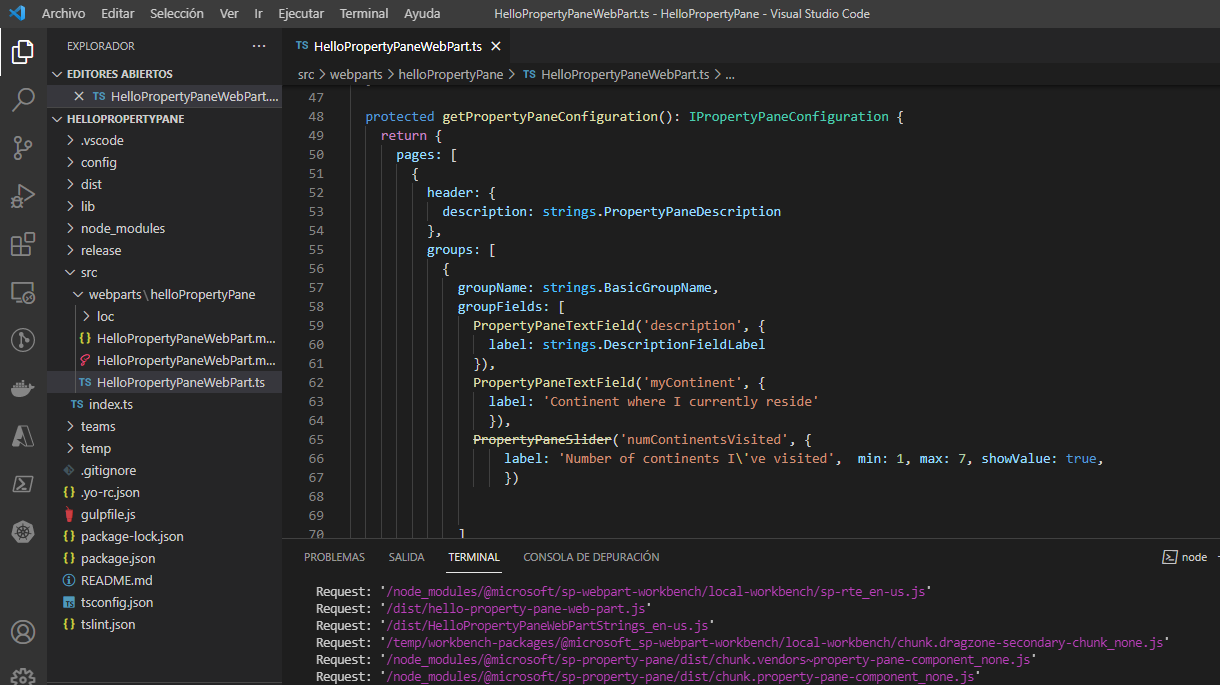 Archivo Editar Selección Ver Ir Ejecutar Terminal Ayuda HelloPropertyPaneWebPart.ts - HelloPropertyPane - Visual Studio Code
EXPLORADOR ...
EDITORES ABIERTOS
TS HelloPropertyPaneWebPart....
HELLOPROPERTYPANE
.vscode
config
dist
lib
node_modules
release
src
webparts\helloPropertyPane
loc
{} HelloPropertyPaneWebPart.m...
HelloPropertyPaneWebPart.m...
TS HelloPropertyPaneWebPart.ts
TS index.ts
teams
temp
.gitignore
{} .yo-rc.json
gulpfile.js
{} package-lock.json
{} package.json
README.md
TS tsconfig.json
{} tslint.json
TS HelloPropertyPaneWebPart.ts
src > webparts > helloPropertyPane > TS HelloPropertyPaneWebPart.ts > ...
47
48 protected getPropertyPaneConfiguration(): IPropertyPaneConfiguration {
49 return {
50 pages: [
51 {
52 header: {
53 description: strings.PropertyPaneDescription
54 },
55 groups: [
56 {
57 groupName: strings.BasicGroupName,
58 groupFields: [
59 PropertyPaneTextField('description', {
60 label: strings.DescriptionFieldLabel
61 }),
62 PropertyPaneTextField('myContinent', {
63 label: 'Continent where I currently reside'
64 }),
65 PropertyPaneSlider('numContinentsVisited', {
66 label: 'Number of continents I\'ve visited', min: 1, max: 7, showValue: true,
67 })
68
69
70 ]
PROBLEMAS SALIDA TERMINAL CONSOLA DE DEPURACIÓN node
Request: '/node_modules/@microsoft/sp-webpart-workbench/local-workbench/sp-rte_en-us.js'
Request: '/dist/hello-property-pane-web-part.js'
Request: '/dist/HelloPropertyPaneWebPartStrings_en-us.js'
Request: '/temp/workbench-packages/@microsoft_sp-webpart-workbench/local-workbench/chunk.dragzone-secondary-chunk_none.js'
Request: '/node_modules/@microsoft/sp-property-pane/dist/chunk.vendors~property-pane-component_none.js'
Request: '/node_modules/@microsoft/sp-property-pane/dist/chunk.property-pane-component_none.js'